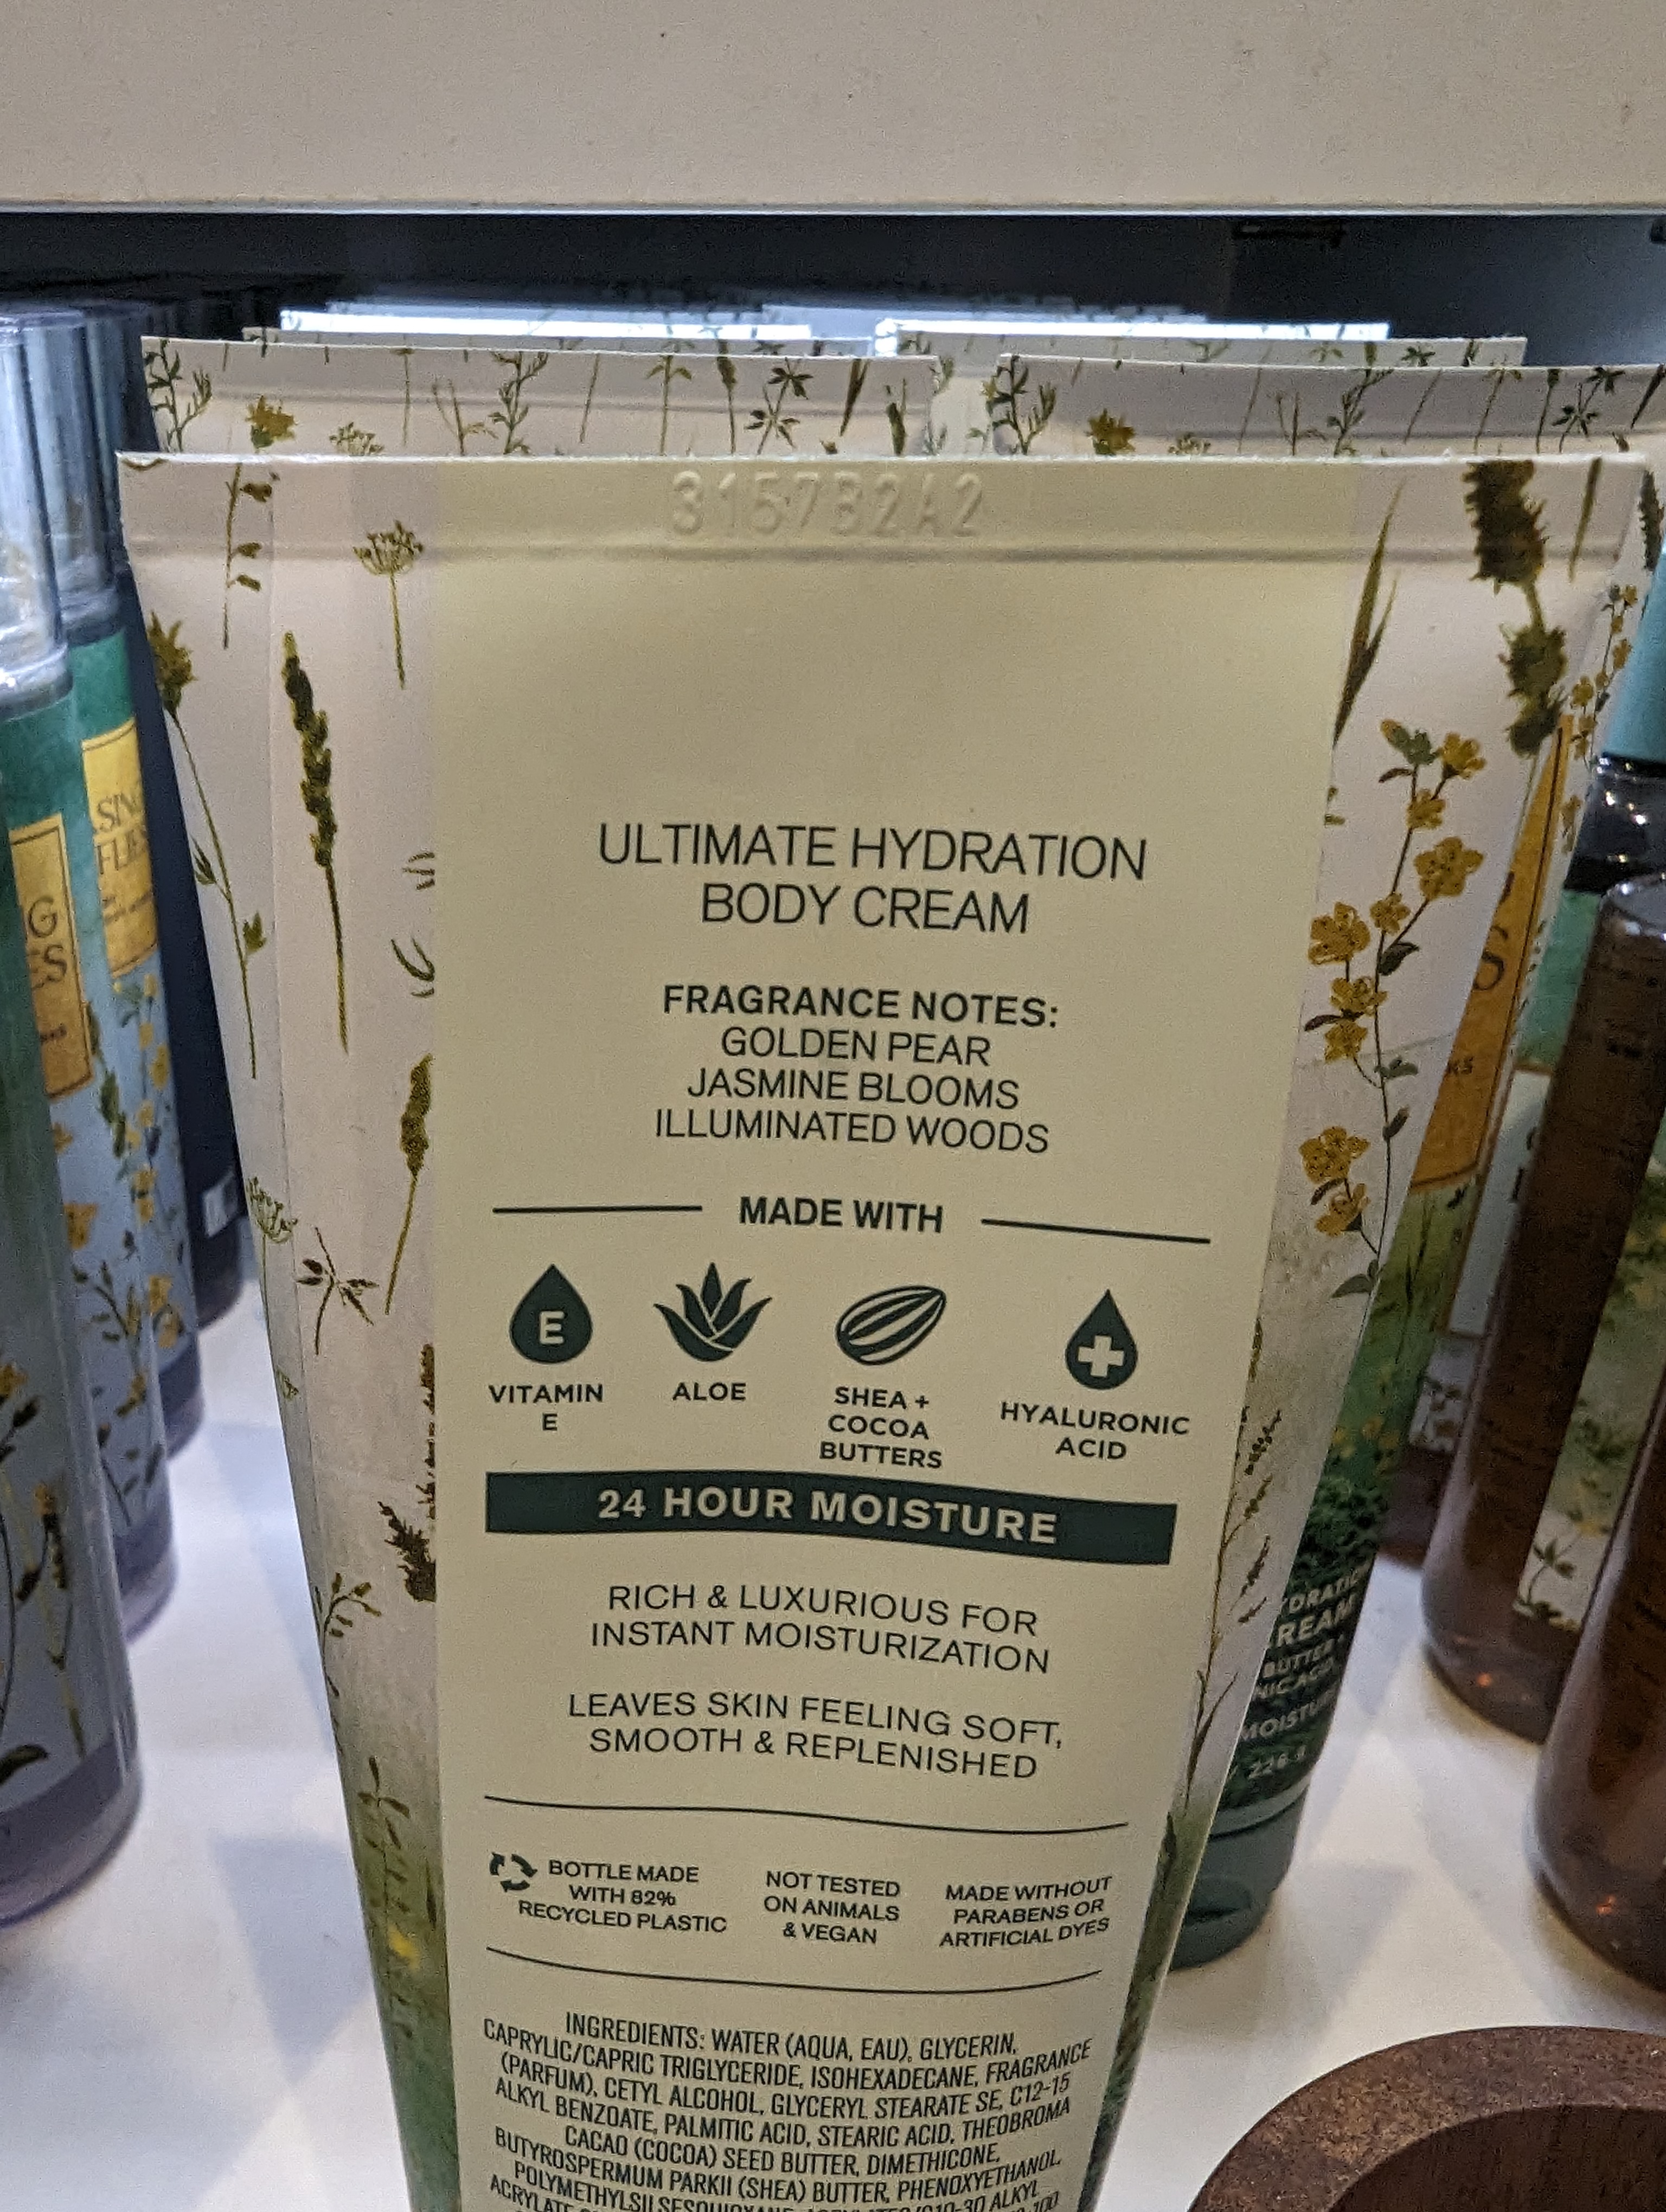 3157B2A2
ULTIMATE HYDRATION
BODY CREAM
FRAGRANCE NOTES:
GOLDEN PEAR
JASMINE BLOOMS
ILLUMINATED WOODS
MADE WITH
E
VITAMIN
E
ALOE
SHEA +
COCOA
BUTTERS
HYALURONIC
ACID
24 HOUR MOISTURE
RICH & LUXURIOUS FOR
INSTANT MOISTURIZATION
LEAVES SKIN FEELING SOFT,
SMOOTH & REPLENISHED
BOTTLE MADE
WITH 82%
RECYCLED PLASTIC
NOT TESTED
ON ANIMALS
& VEGAN
MADE WITHOUT
PARABENS OR
ARTIFICIAL DYES
INGREDIENTS: WATER (AQUA, EAU), GLYCERIN,
CAPRYLIC/CAPRIC TRIGLYCERIDE, ISOHEXADECANE, FRAGRANCE
(PARFUM), CETYL ALCOHOL, GLYCERYL STEARATE SE, C12-15
ALKYL BENZOATE, PALMITIC ACID, STEARIC ACID, THEOBROMA
CACAO (COCOA) SEED BUTTER, DIMETHICONE,
BUTYROSPERMUM PARKII (SHEA) BUTTER, PHENOXYETHANOL,
POLYMETHYLSILSESQUIOXANE,
ACRYLATE
226 g